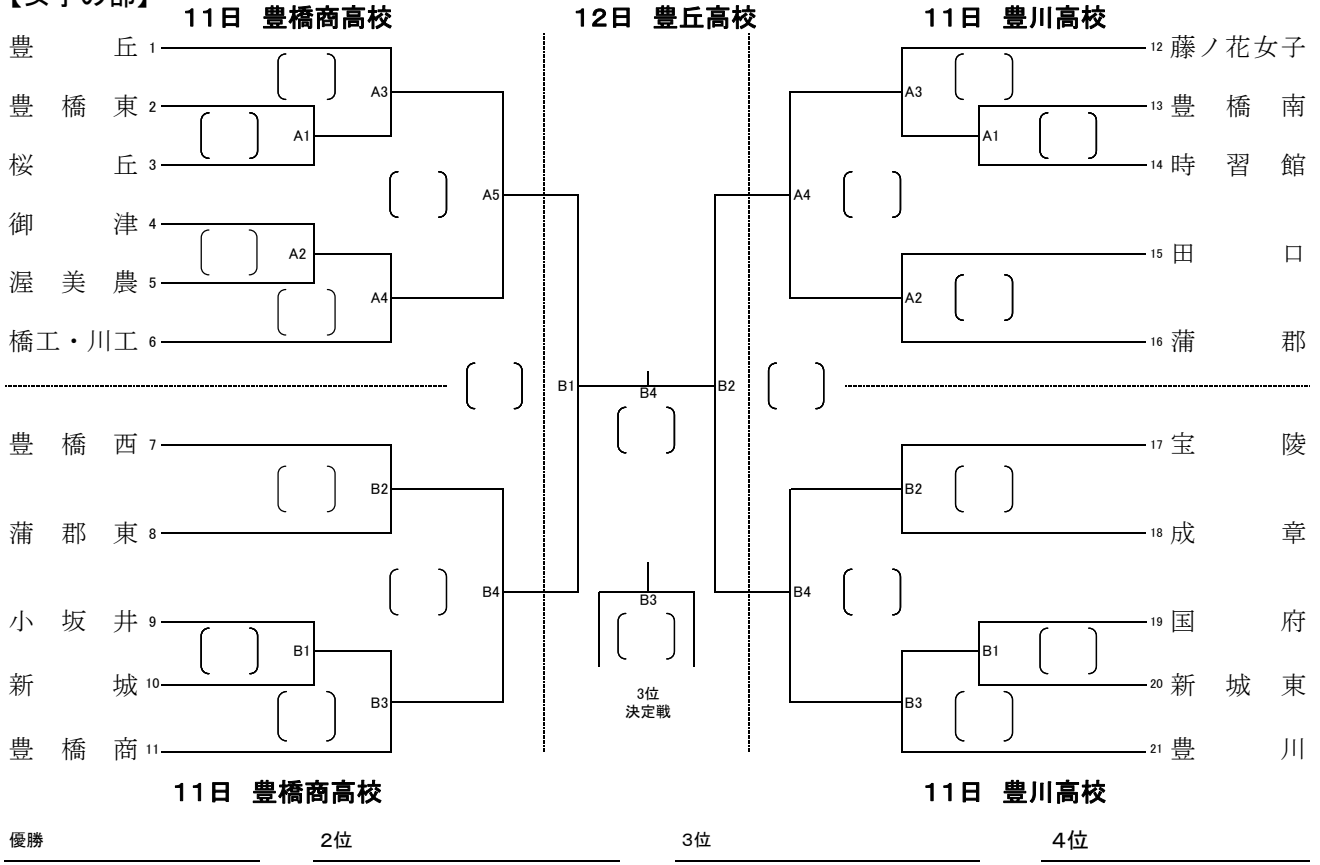 【女子の部】
11日 豊橋商高校
12日 豊丘高校
11日 豊川高校
豊丘 1
豊橋東 2
桜丘 3
御津 4
渥美農 5
橋工・川工 6
豊橋西 7
蒲郡東 8
小坂井 9
新城 10
豊橋商 11
A3
A1
A5
A2
A4
B1
B2
B4
B1
B3
B4
B3
3位
決定戦
B2
A4
A3
A1
A2
B2
B4
B1
B3
12 藤ノ花女子
13 豊橋南
14 時習館
15 田口
16 蒲郡
17 宝陵
18 成章
19 国府
20 新城東
21 豊川
11日 豊橋商高校
11日 豊川高校
優勝
2位
3位
4位